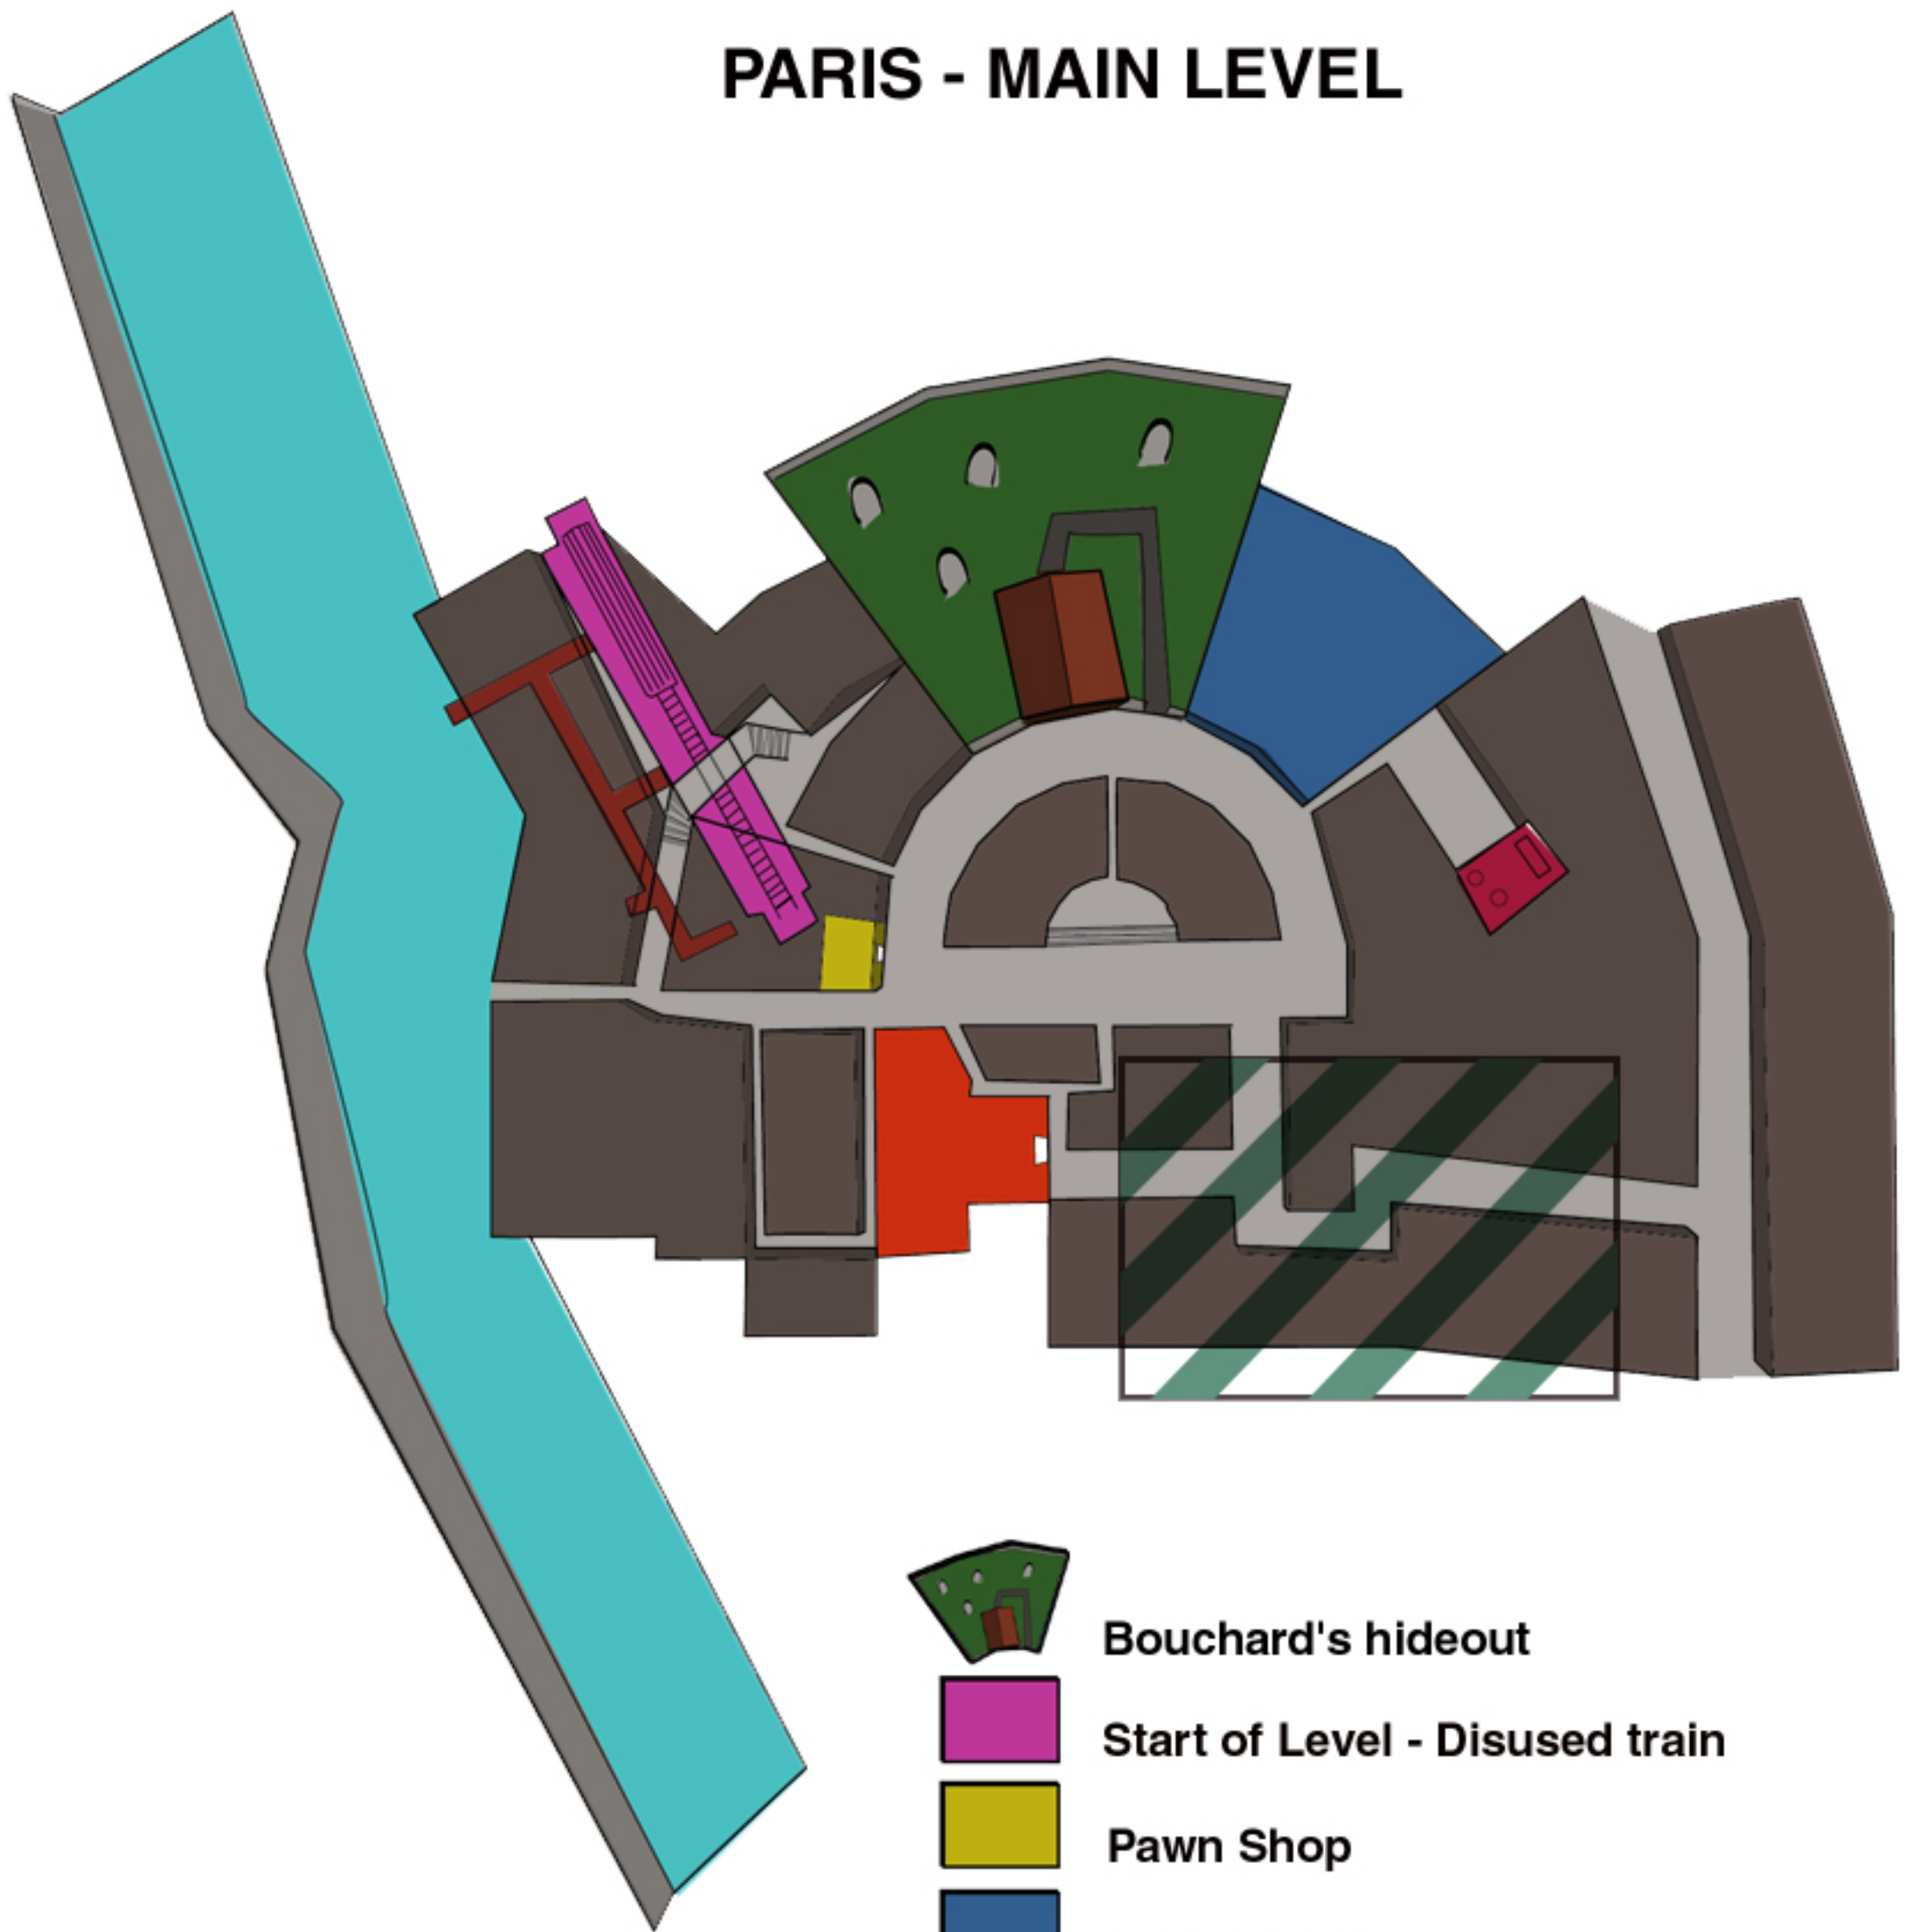 PARIS - MAIN LEVEL
Bouchard's hideout
Start of Level - Disused train
Pawn Shop